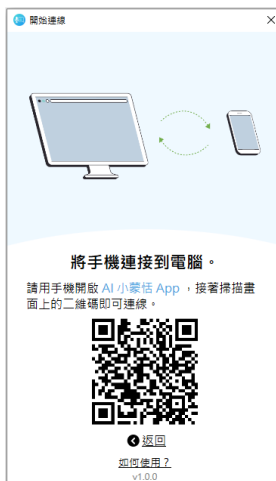 開始連線
將手機連接到電腦。
請用手機開啟 AI 小蒙恬 App ，接著掃描畫
面上的二維碼即可連線。
返回
如何使用？
v1.0.0